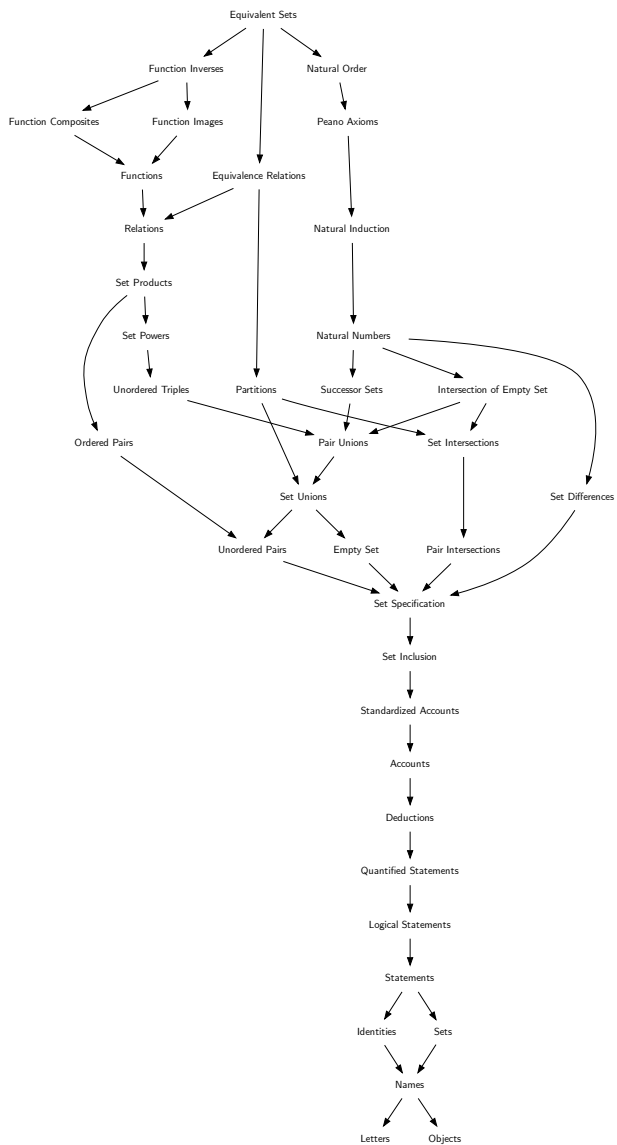 Equivalent Sets
Function Inverses
Natural Order
Function Composites
Function Images
Peano Axioms
Functions
Equivalence Relations
Relations
Natural Induction
Set Products
Set Powers
Natural Numbers
Unordered Triples
Partitions
Successor Sets
Intersection of Empty Set
Ordered Pairs
Pair Unions
Set Intersections
Set Unions
Set Differences
Unordered Pairs
Empty Set
Pair Intersections
Set Specification
Set Inclusion
Standardized Accounts
Accounts
Deductions
Quantified Statements
Logical Statements
Statements
Identities
Sets
Names
Letters
Objects